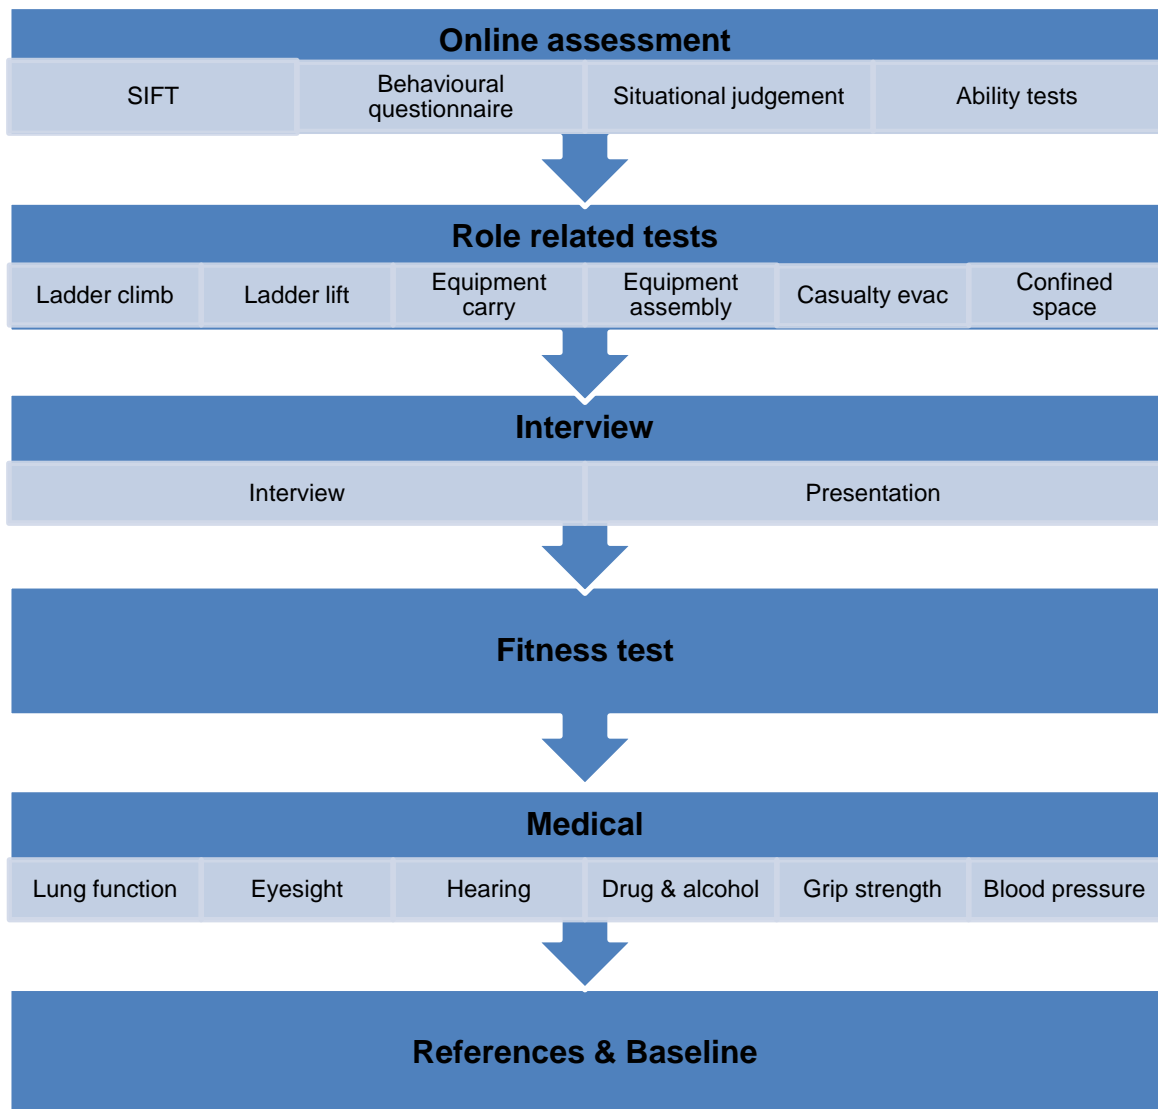 Online assessment
SIFT
Behavioural
questionnaire
Situational judgement
Ability tests
Role related tests
Ladder climb
Ladder lift
Equipment
carry
Equipment
assembly
Casualty evac
Confined
space
Interview
Interview
Presentation
Fitness test
Medical
Lung function
Eyesight
Hearing
Drug & alcohol
Grip strength
Blood pressure
References & Baseline